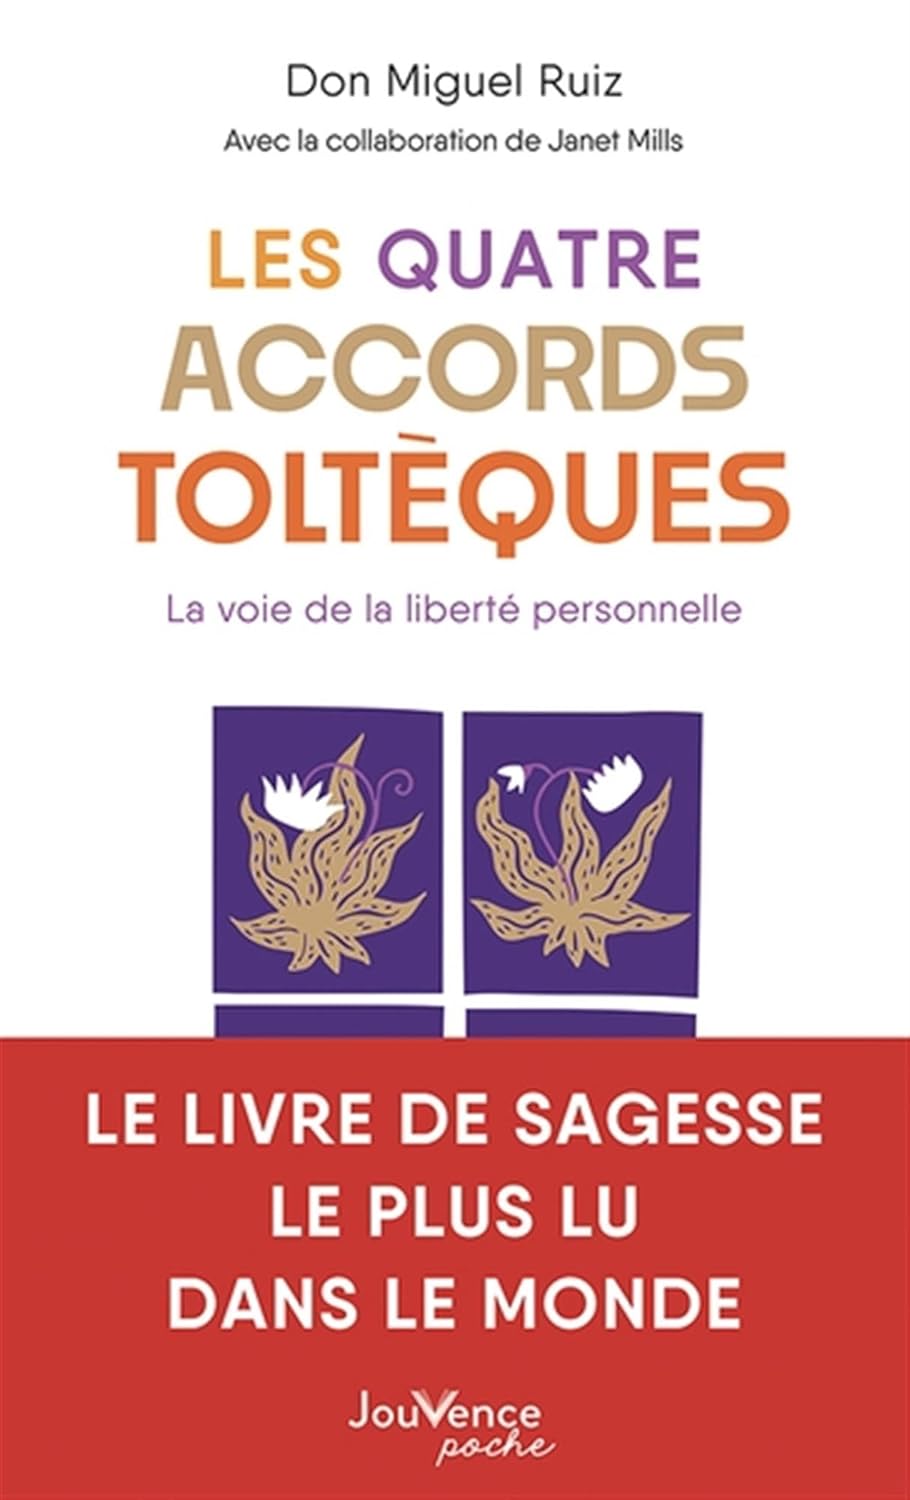 Don Miguel Ruiz
Avec la collaboration de Janet Mills
LES QUATRE
ACCORDS
TOLTÈQUES
La voie de la liberté personnelle
LE LIVRE DE SAGESSE
LE PLUS LU
DANS LE MONDE
JouVence
poche